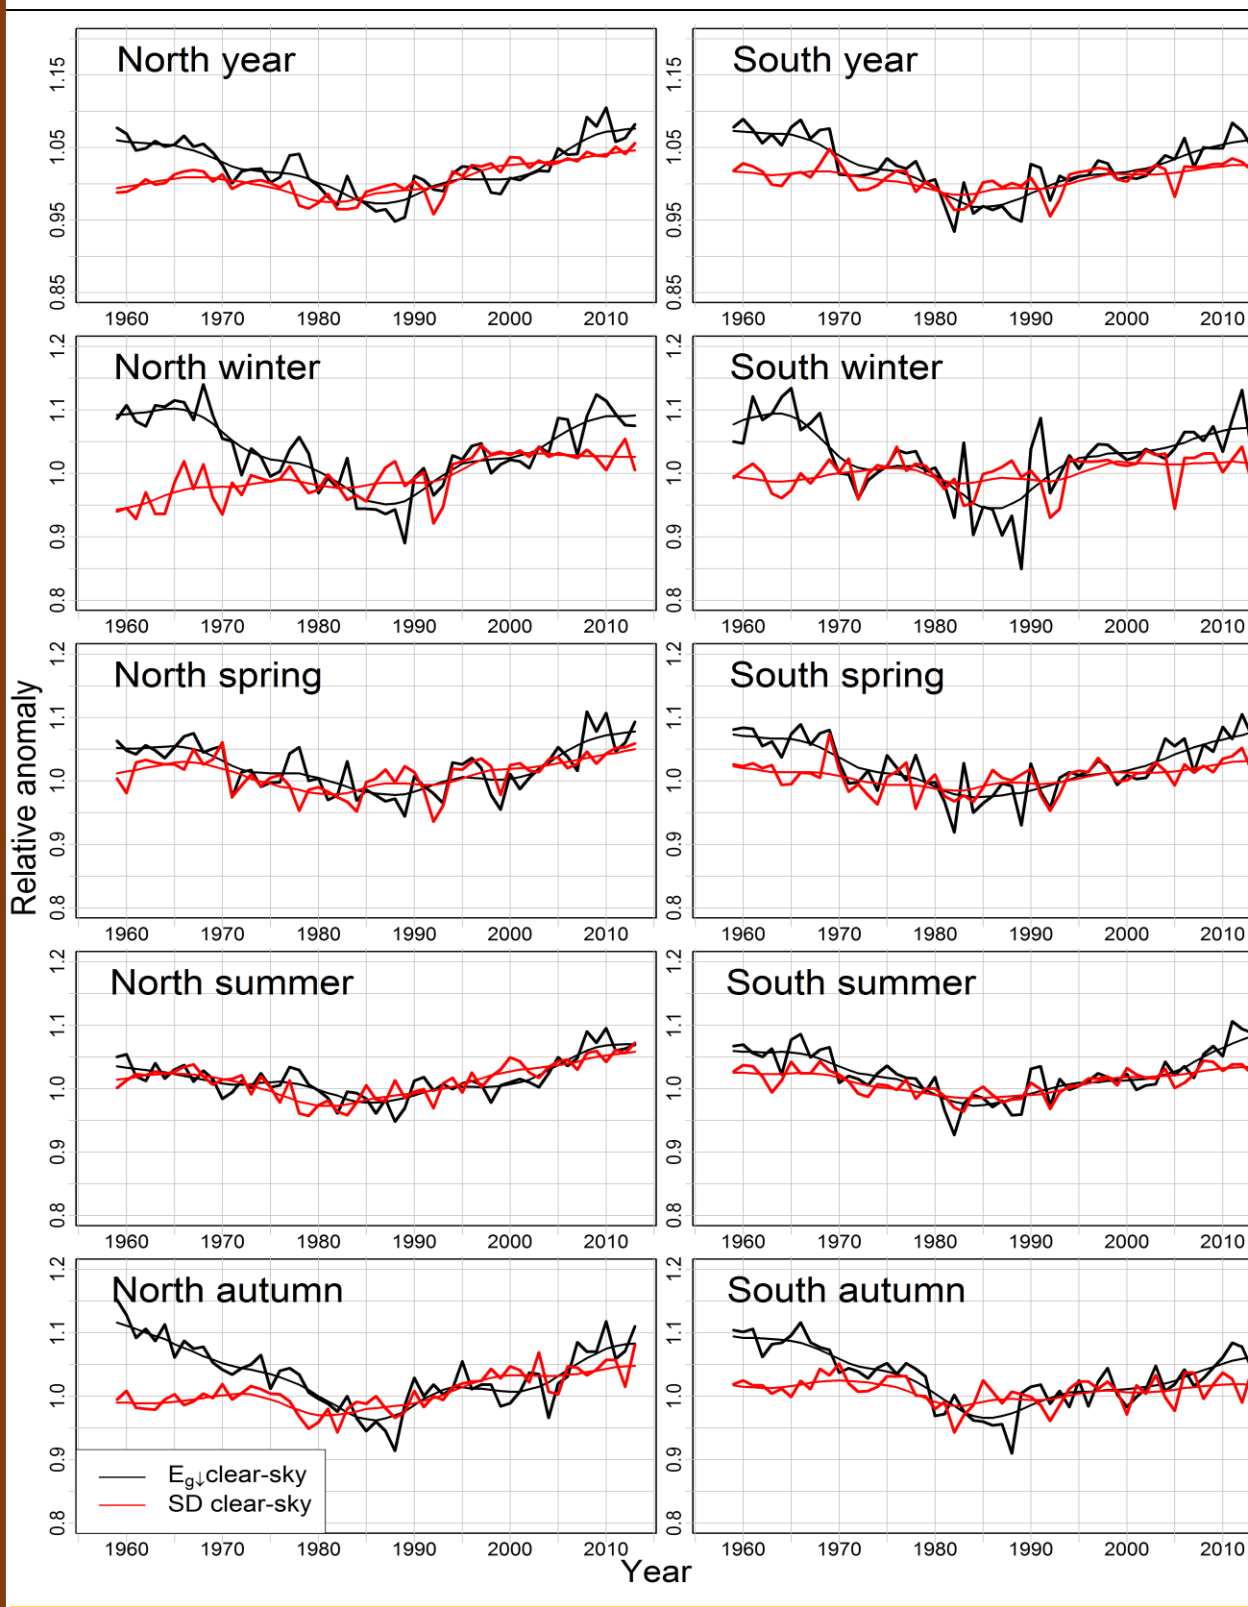 North year
South year
1.15
1.05
0.95
0.85
1.15
1.05
0.95
0.85
1960 1970 1980 1990 2000 2010
1960 1970 1980 1990 2000 2010
North winter
South winter
1.2
1.1
1.0
0.9
0.8
1.2
1.1
1.0
0.9
0.8
1960 1970 1980 1990 2000 2010
1960 1970 1980 1990 2000 2010
North spring
South spring
1.2
1.1
1.0
0.9
0.8
1.2
1.1
1.0
0.9
0.8
Relative anomaly
1960 1970 1980 1990 2000 2010
1960 1970 1980 1990 2000 2010
North summer
South summer
1.2
1.1
1.0
0.9
0.8
1.2
1.1
1.0
0.9
0.8
1960 1970 1980 1990 2000 2010
1960 1970 1980 1990 2000 2010
North autumn
South autumn
1.2
1.1
1.0
0.9
0.8
1.2
1.1
1.0
0.9
0.8
Eg↓clear-sky
SD clear-sky
1960 1970 1980 1990 2000 2010
1960 1970 1980 1990 2000 2010
Year